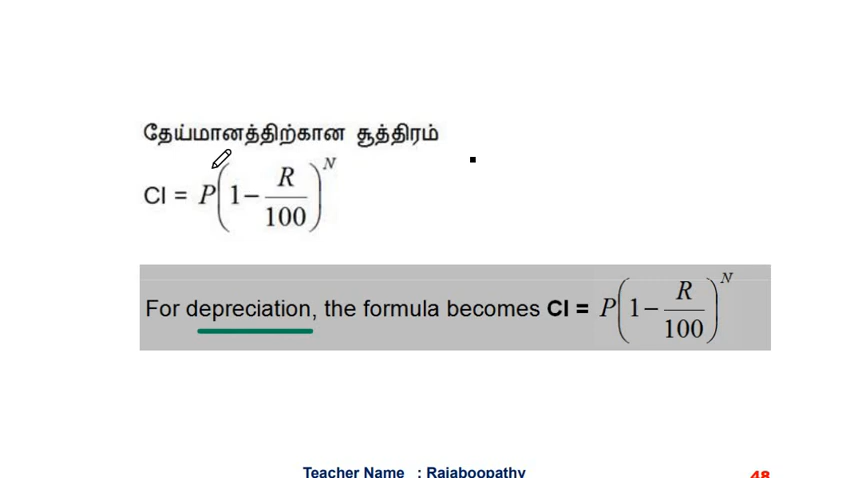 தேய்மானத்திற்கான சூத்திரம்
CI = P(1 − R/100)^N
For depreciation, the formula becomes CI = P(1 − R/100)^N
Teacher Name : Rajaboopathy
48